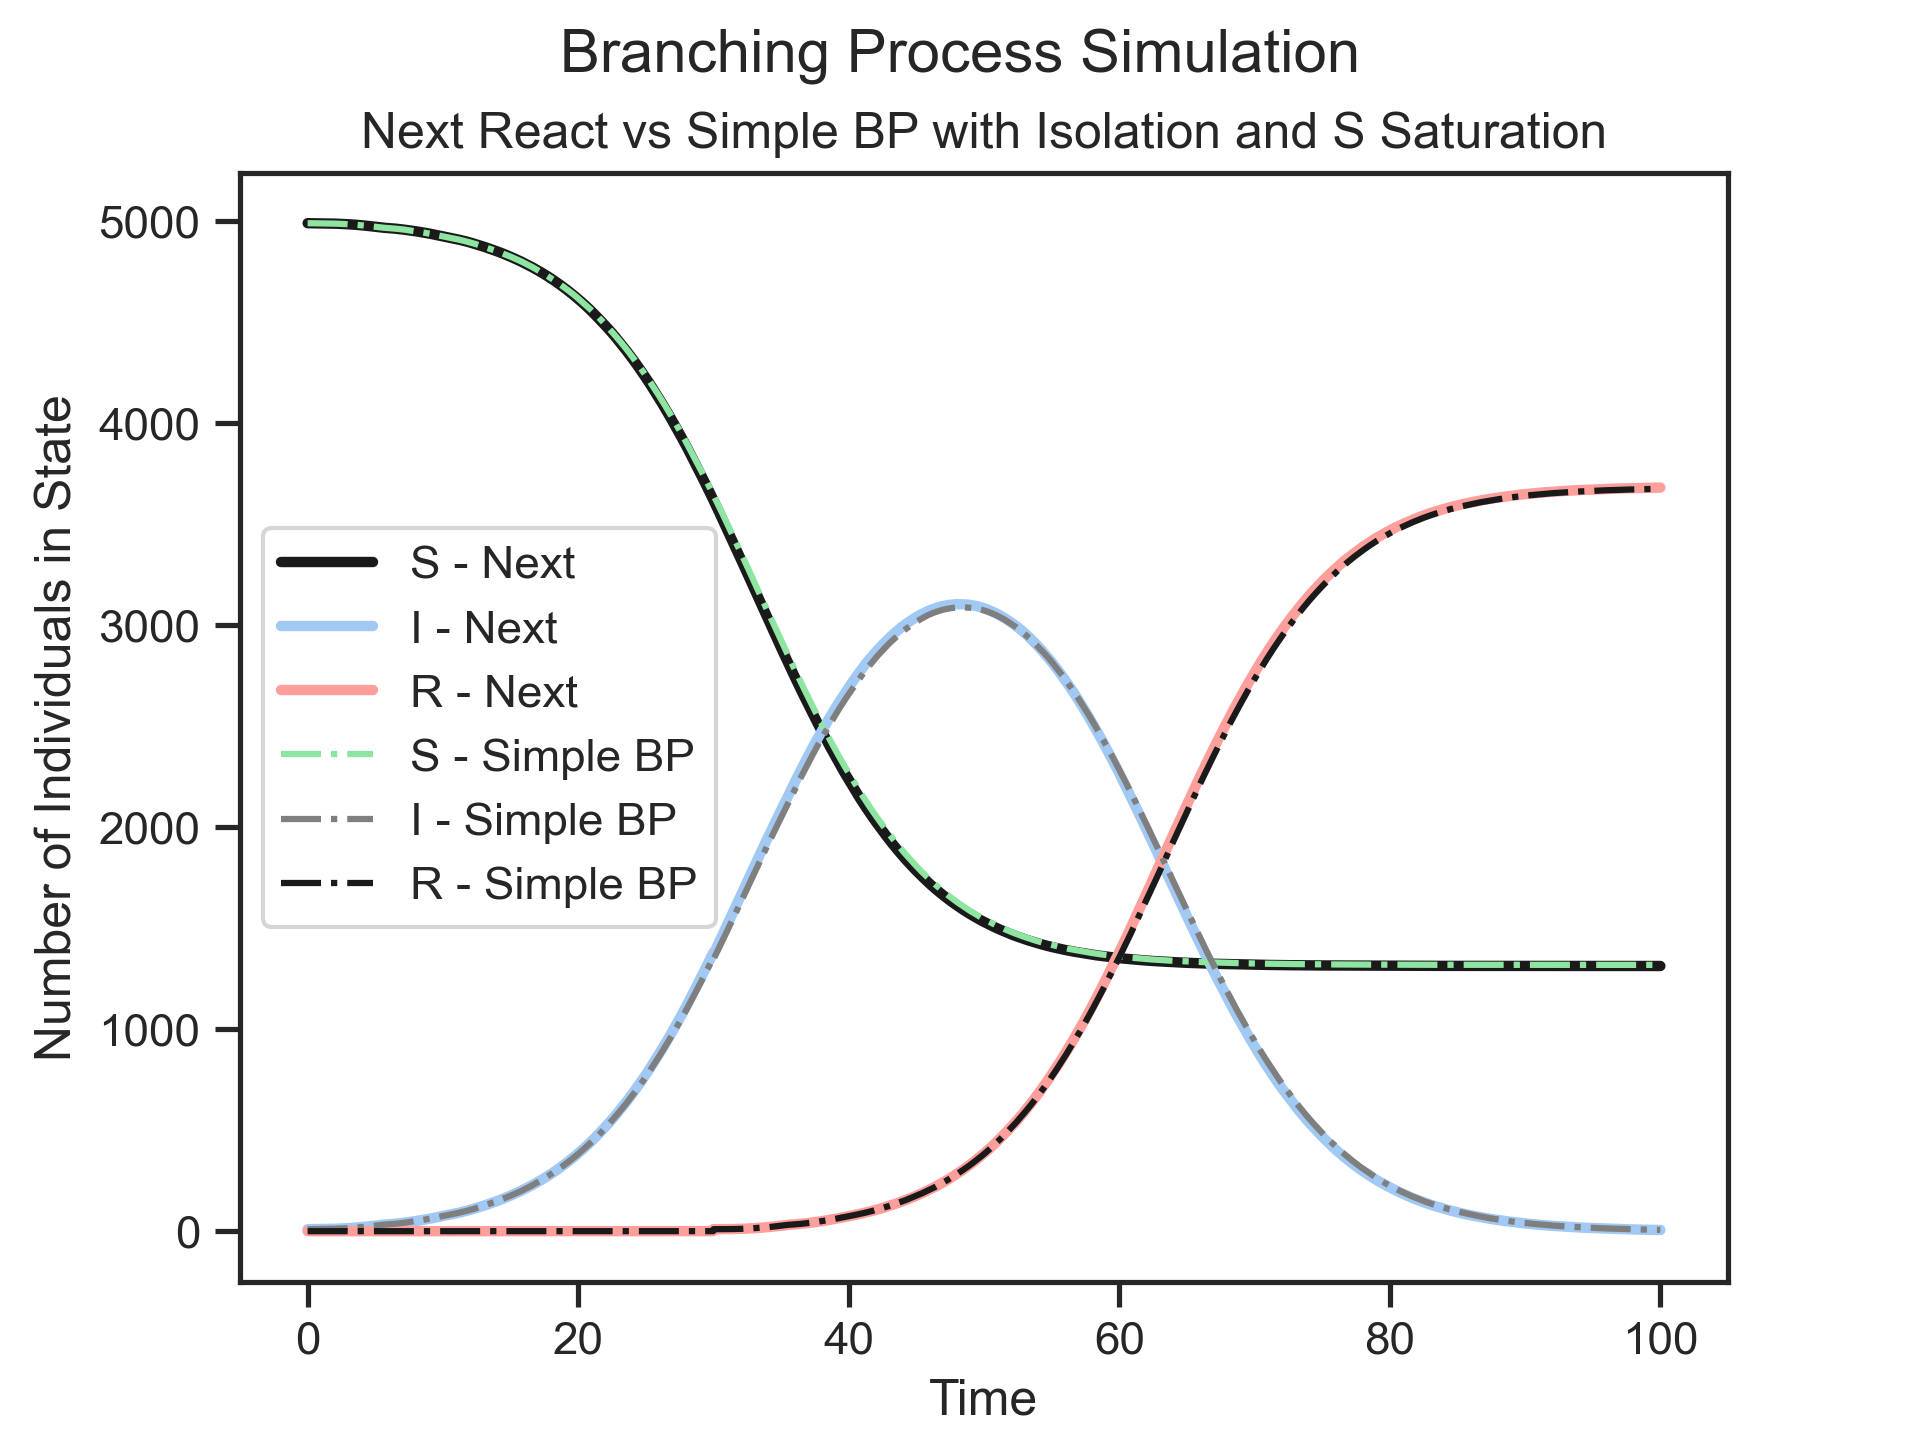 Branching Process Simulation
Next React vs Simple BP with Isolation and S Saturation
Number of Individuals in State
5000
4000
3000
2000
1000
0
S - Next
I - Next
R - Next
S - Simple BP
I - Simple BP
R - Simple BP
0 20 40 60 80 100
Time